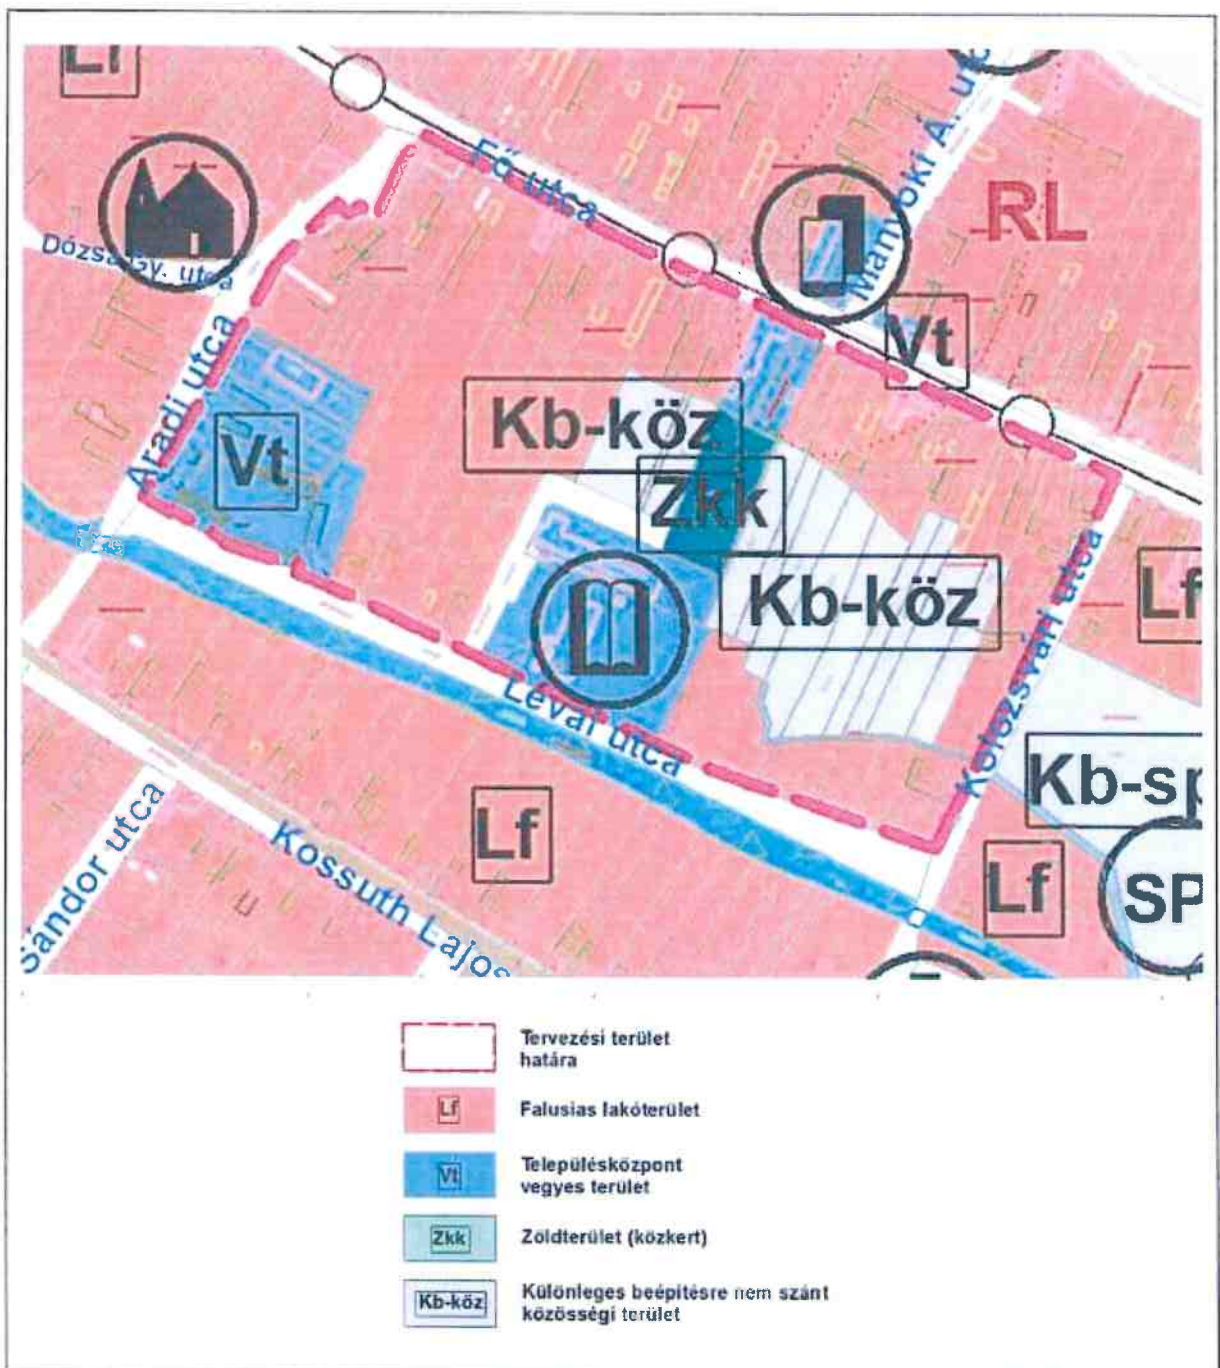 Lf
Fő utca
Mányoki Á. utc
RL
Dózsa Gy. utca
Aradi utca
Vt
Vt
Kb-köz
Zkk
Kb-köz
Lf
Kolozsvári utca
Lévai utca
Kb-sp
Lf
Lf
SP
Sándor utca
Kossuth Lajos
Tervezési terület
határa
Lf
Falusias lakóterület
Vt
Településközpont
vegyes terület
Zkk
Zöldterület (közkert)
Kb-köz
Különleges beépítésre nem szánt
közösségi terület